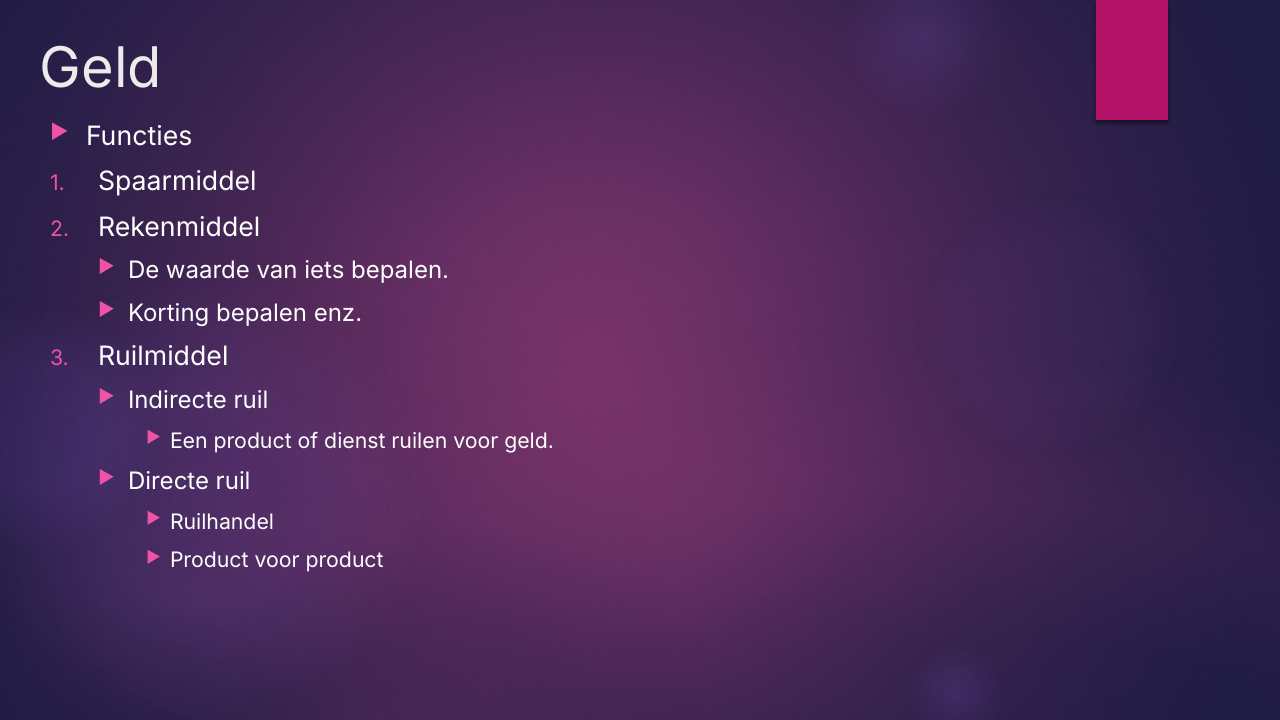 Geld
Functies
1. Spaarmiddel
2. Rekenmiddel
De waarde van iets bepalen.
Korting bepalen enz.
3. Ruilmiddel
Indirecte ruil
Een product of dienst ruilen voor geld.
Directe ruil
Ruilhandel
Product voor product